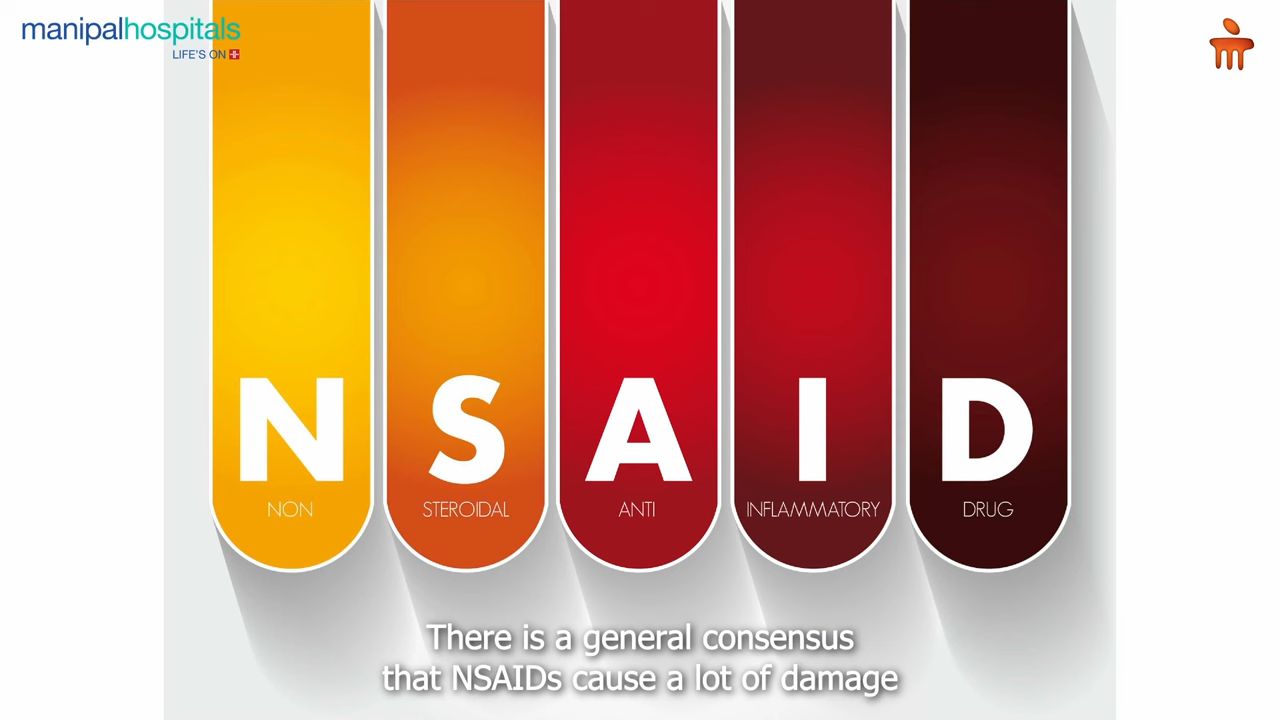 manipalhospitals
LIFE'S ON
N S A I D
NON STEROIDAL ANTI INFLAMMATORY DRUG
There is a general consensus
that NSAIDs cause a lot of damage